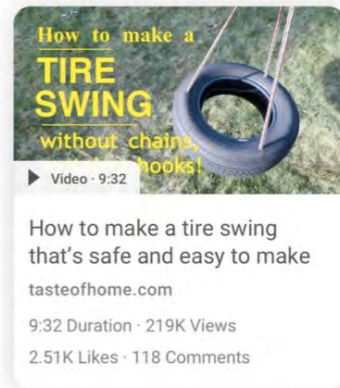 How to make a
TIRE
SWING
without chains,
hooks!
Video · 9:32
How to make a tire swing
that's safe and easy to make
tasteofhome.com
9:32 Duration · 219K Views
2.51K Likes · 118 Comments